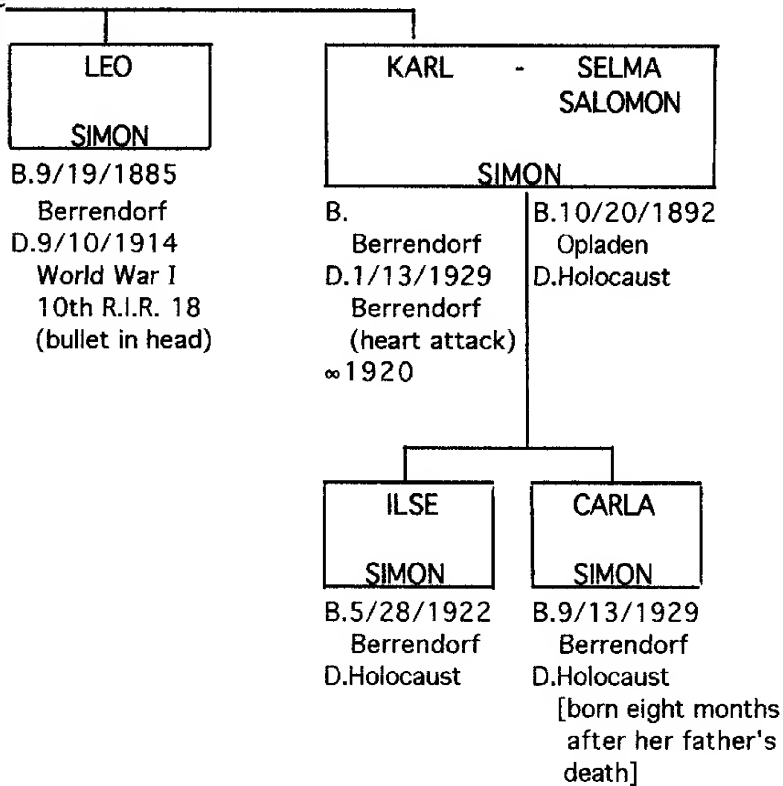 LEO
SIMON
B.9/19/1885
Berrendorf
D.9/10/1914
World War I
10th R.I.R. 18
(bullet in head)
KARL - SELMA
SALOMON
SIMON
B.
Berrendorf
D.1/13/1929
Berrendorf
(heart attack)
∞1920
B.10/20/1892
Opladen
D.Holocaust
ILSE
SIMON
B.5/28/1922
Berrendorf
D.Holocaust
CARLA
SIMON
B.9/13/1929
Berrendorf
D.Holocaust
[born eight months
after her father's
death]